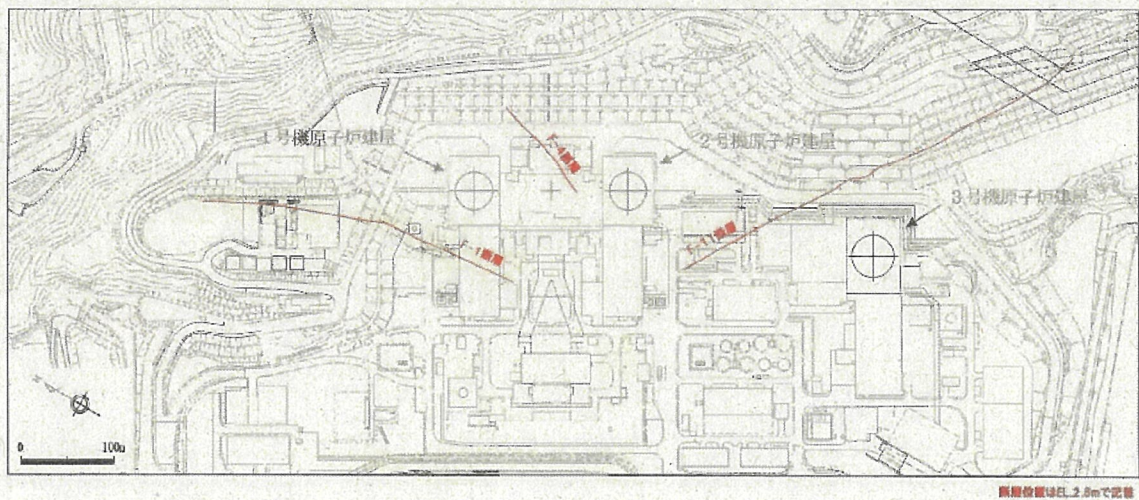 1号機原子炉建屋
2号機原子炉建屋
3号機原子炉建屋
F-4断層
F-1断層
F-11断層
0 100m
断層位置はEL.2.8mで記載